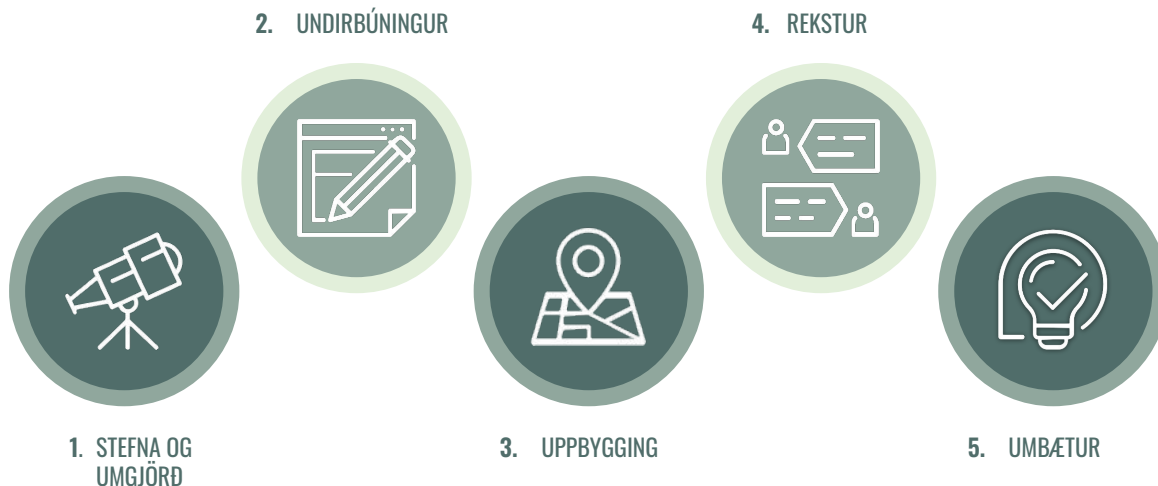 2. UNDIRBÚNINGUR
4. REKSTUR
1. STEFNA OG
UMGJÖRÐ
3. UPPBYGGING
5. UMBÆTUR